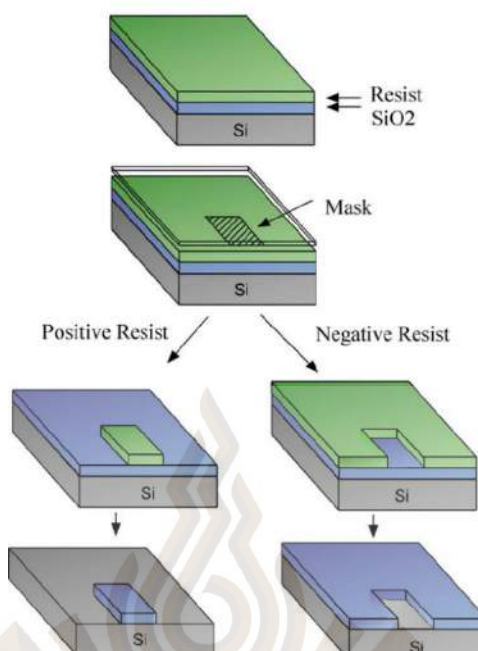 Resist
SiO2
Si
Mask
Si
Positive Resist
Negative Resist
Si
Si
Si
Si